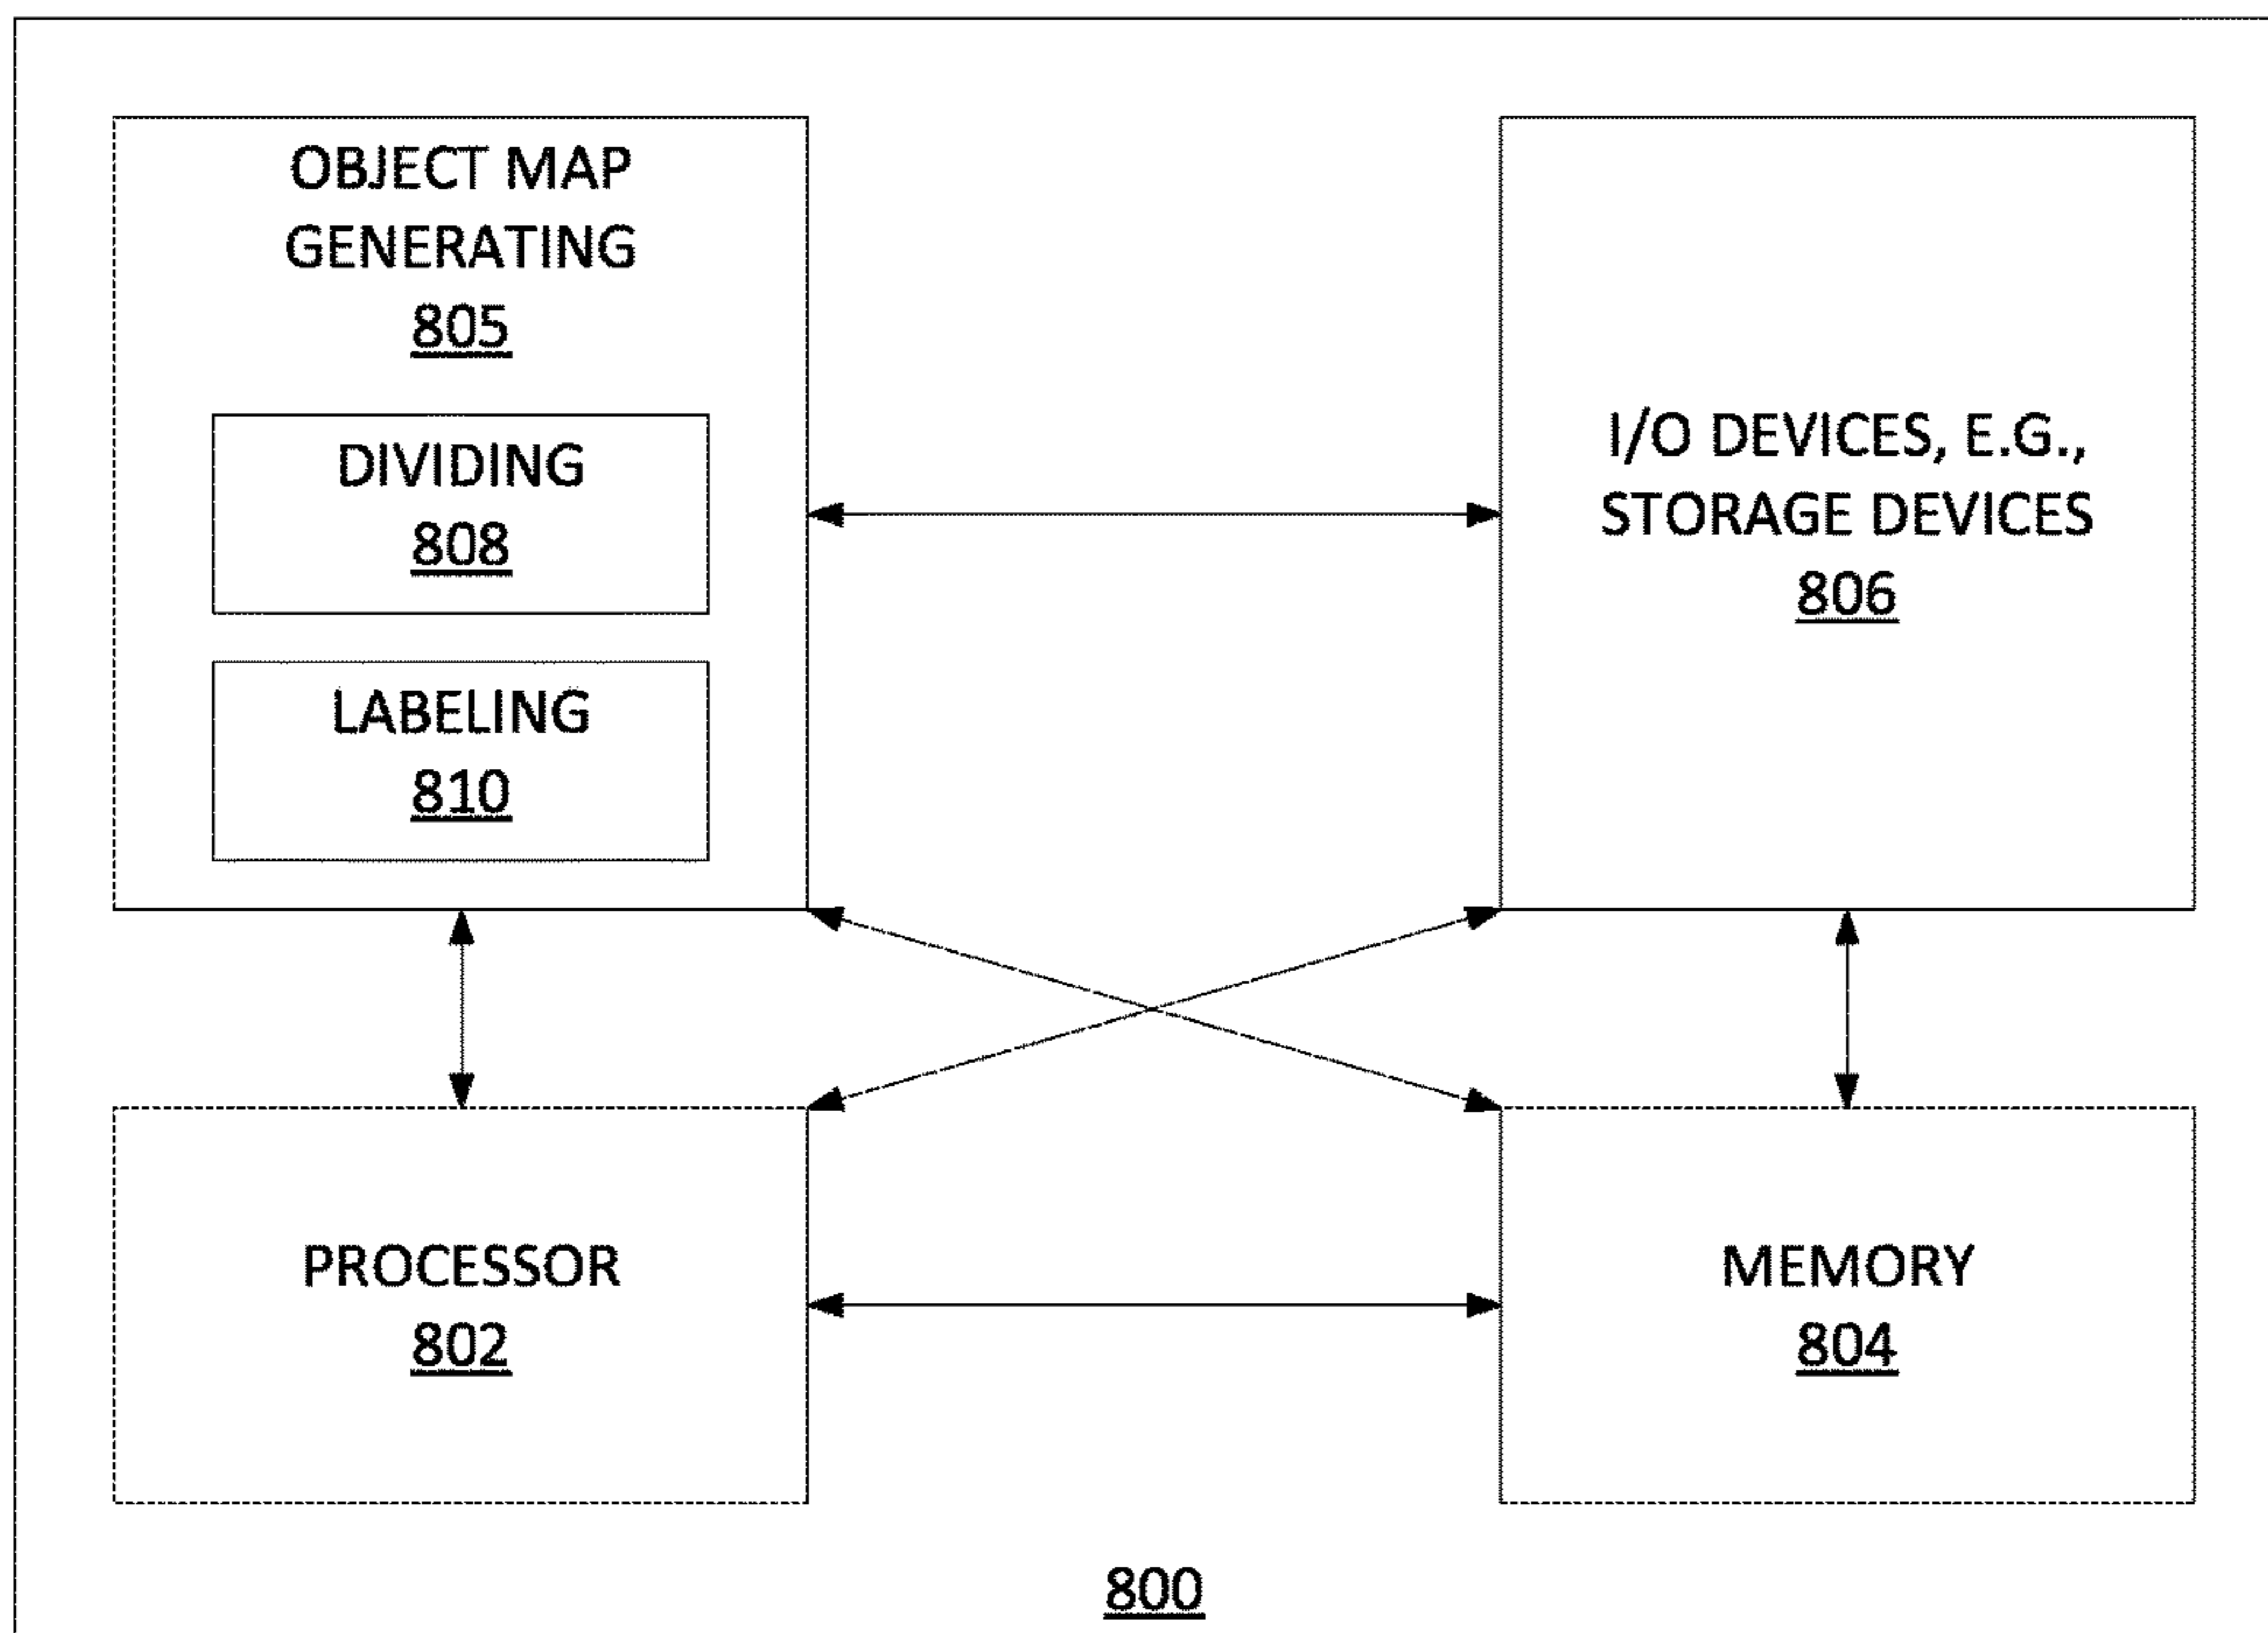 OBJECT MAP
GENERATING
805
DIVIDING
808
LABELING
810
I/O DEVICES, E.G.,
STORAGE DEVICES
806
PROCESSOR
802
MEMORY
804
800